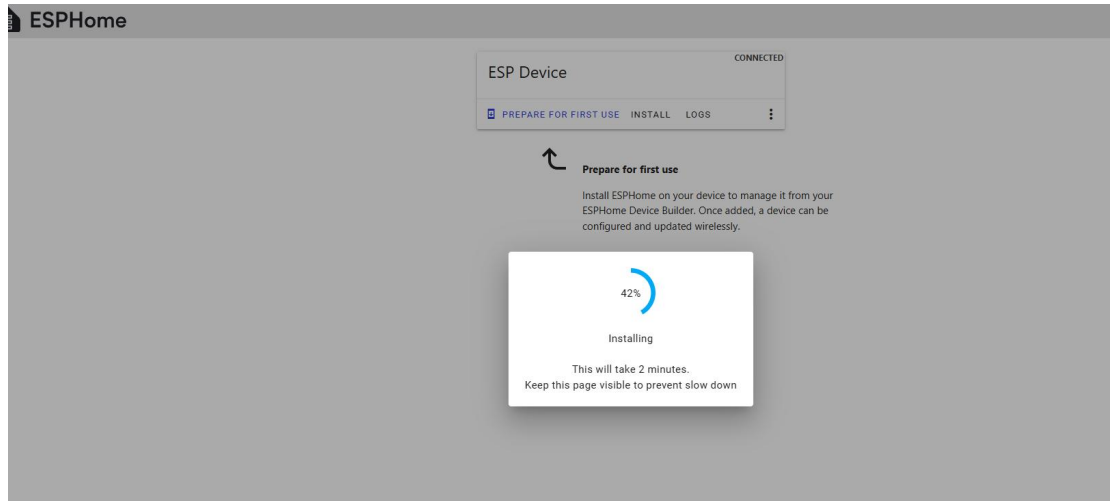 ESPHome
CONNECTED
ESP Device
PREPARE FOR FIRST USE INSTALL LOGS
Prepare for first use
Install ESPHome on your device to manage it from your
ESPHome Device Builder. Once added, a device can be
configured and updated wirelessly.
42%
Installing
This will take 2 minutes.
Keep this page visible to prevent slow down